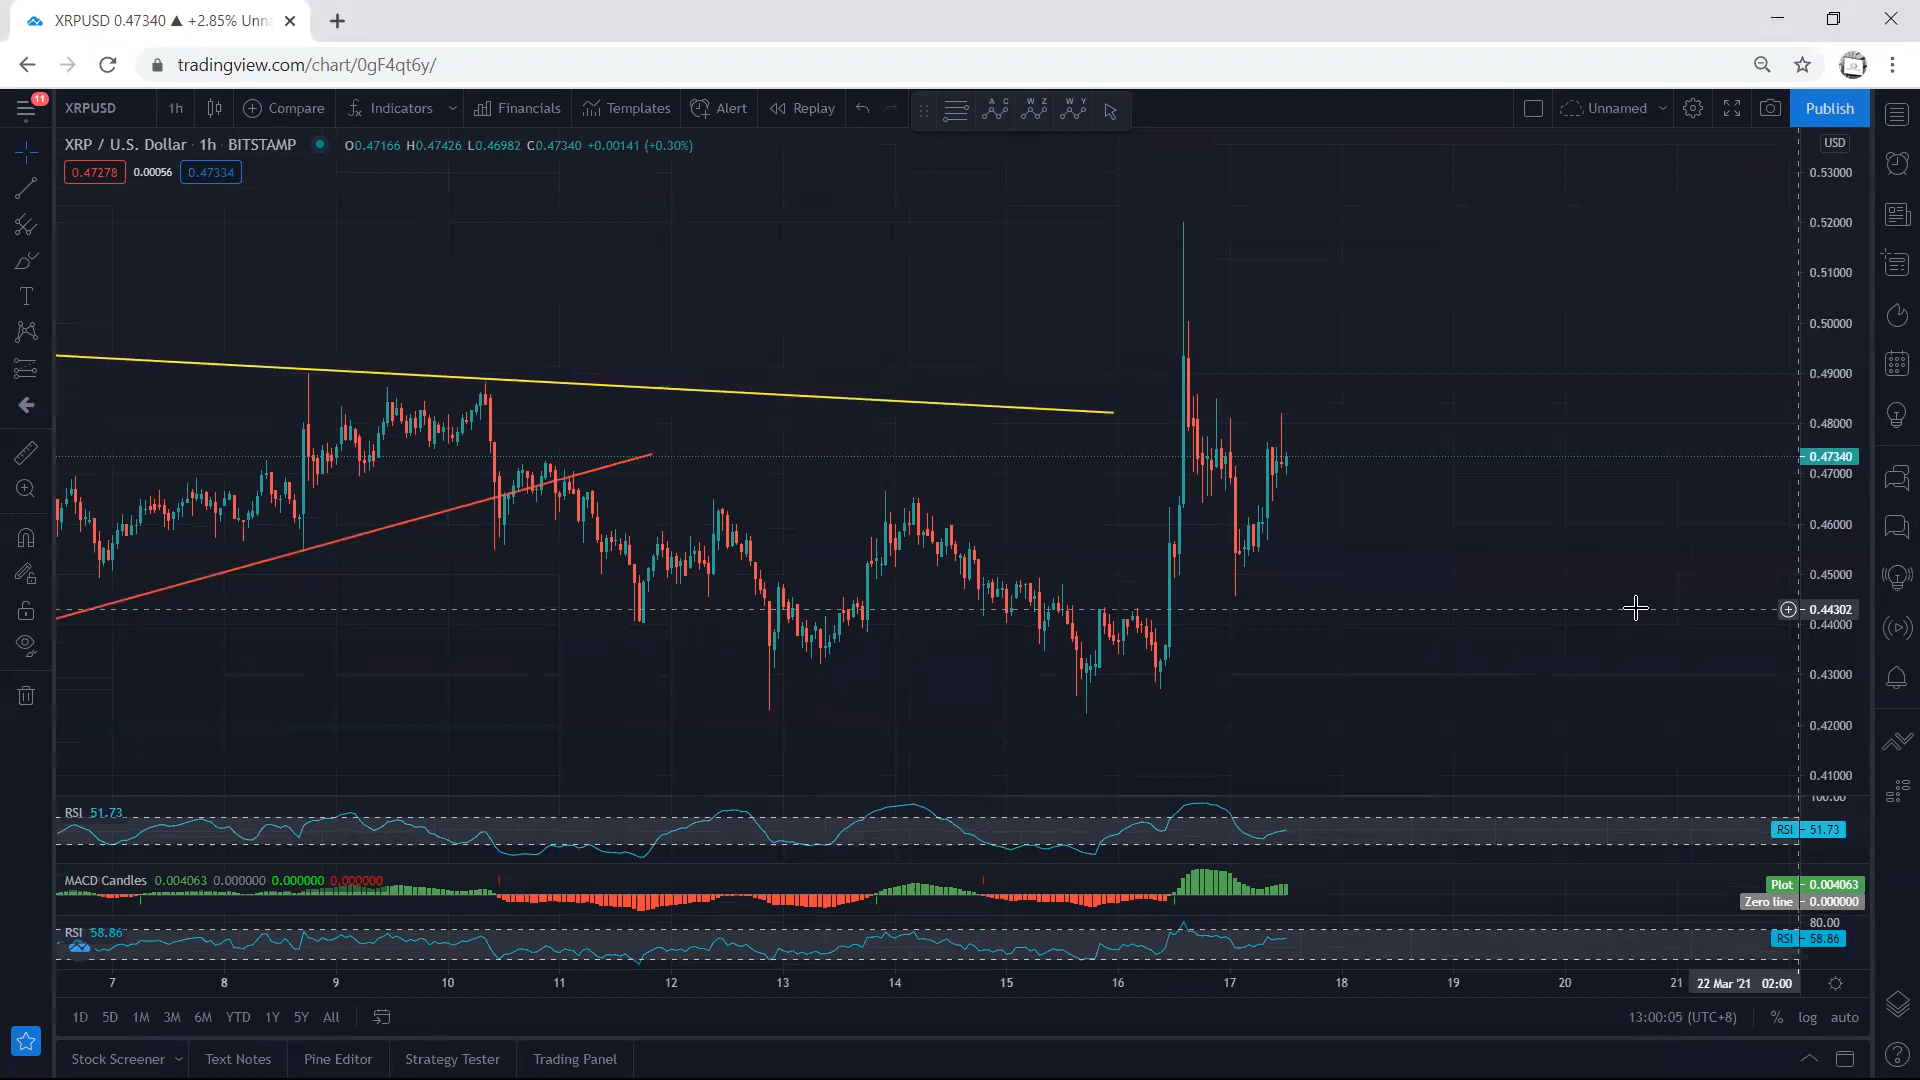 XRPUSD 0.47340 ▲ +2.85% Unna
tradingview.com/chart/0gF4qt6y/
11
XRPUSD 1h Compare Indicators Financials Templates Alert Replay A C W Z W Y Unnamed Publish
XRP / U.S. Dollar · 1h · BITSTAMP O0.47166 H0.47426 L0.46982 C0.47340 +0.00141 (+0.30%)
USD
0.47278 0.00056 0.47334
0.53000
0.52000
0.51000
0.50000
0.49000
0.48000
0.47340
0.47000
0.46000
0.45000
0.44302
0.44000
0.43000
0.42000
0.41000
100.00
RSI 51.73
RSI 51.73
MACD Candles 0.004063 0.000000 0.000000 0.000000
Plot 0.004063
Zero line 0.000000
80.00
RSI 58.86
RSI 58.86
7 8 9 10 11 12 13 14 15 16 17 18 19 20 21 22 Mar '21 02:00
1D 5D 1M 3M 6M YTD 1Y 5Y All 13:00:05 (UTC+8) % log auto
Stock Screener Text Notes Pine Editor Strategy Tester Trading Panel